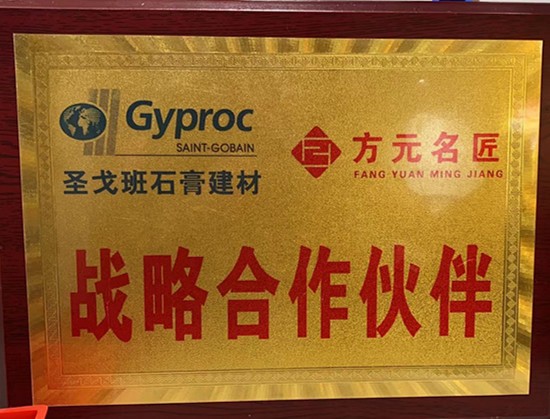 Gyproc
SAINT-GOBAIN
圣戈班石膏建材
方元名匠
FANG YUAN MING JIANG
战略合作伙伴